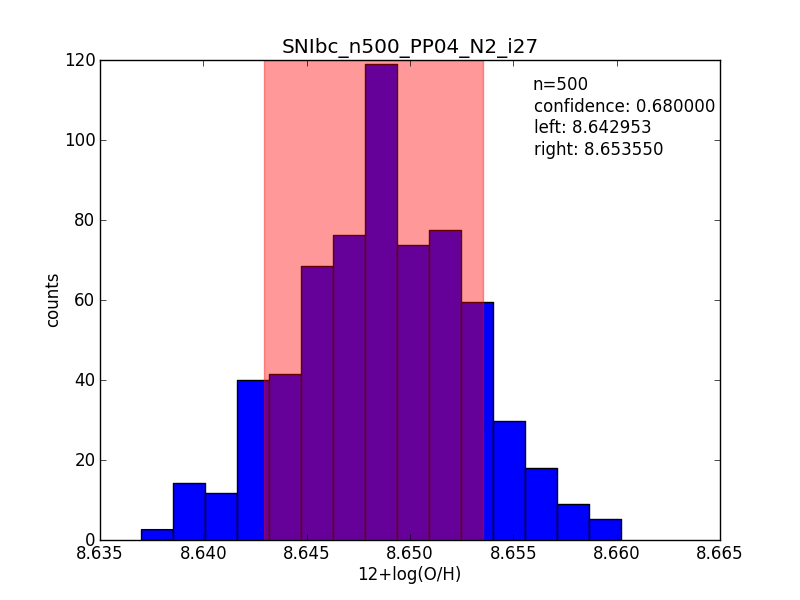 SNIbc_n500_PP04_N2_i27
n=500
confidence: 0.680000
left: 8.642953
right: 8.653550
120
100
80
60
40
20
0
counts
8.635 8.640 8.645 8.650 8.655 8.660 8.665
12+log(O/H)